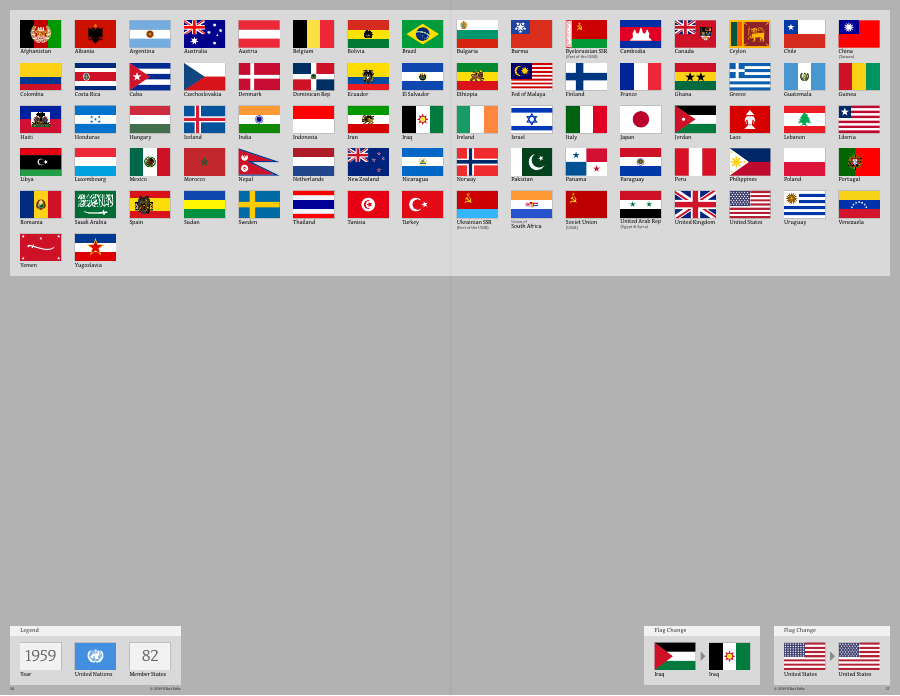 Afghanistan Albania Argentina Australia Austria Belgium Bolivia Brazil Bulgaria Burma Byelorussian SSR Cambodia Canada Ceylon Chile China
(Part of the USSR) (Taiwan)
Colombia Costa Rica Cuba Czechoslovakia Denmark Dominican Rep Ecuador El Salvador Ethiopia Fed of Malaya Finland France Ghana Greece Guatemala Guinea
Haiti Honduras Hungary Iceland India Indonesia Iran Iraq Ireland Israel Italy Japan Jordan Laos Lebanon Liberia
Libya Luxembourg Mexico Morocco Nepal Netherlands New Zealand Nicaragua Norway Pakistan Panama Paraguay Peru Philippines Poland Portugal
Romania Saudi Arabia Spain Sudan Sweden Thailand Tunisia Turkey Ukrainian SSR Union of Soviet Union United Arab Rep United Kingdom United States Uruguay Venezuela
(Part of the USSR) South Africa (USSR) (Egypt & Syria)
Yemen Yugoslavia
Legend
1959 82
Year United Nations Member States
Flag Change Flag Change
Iraq Iraq United States United States